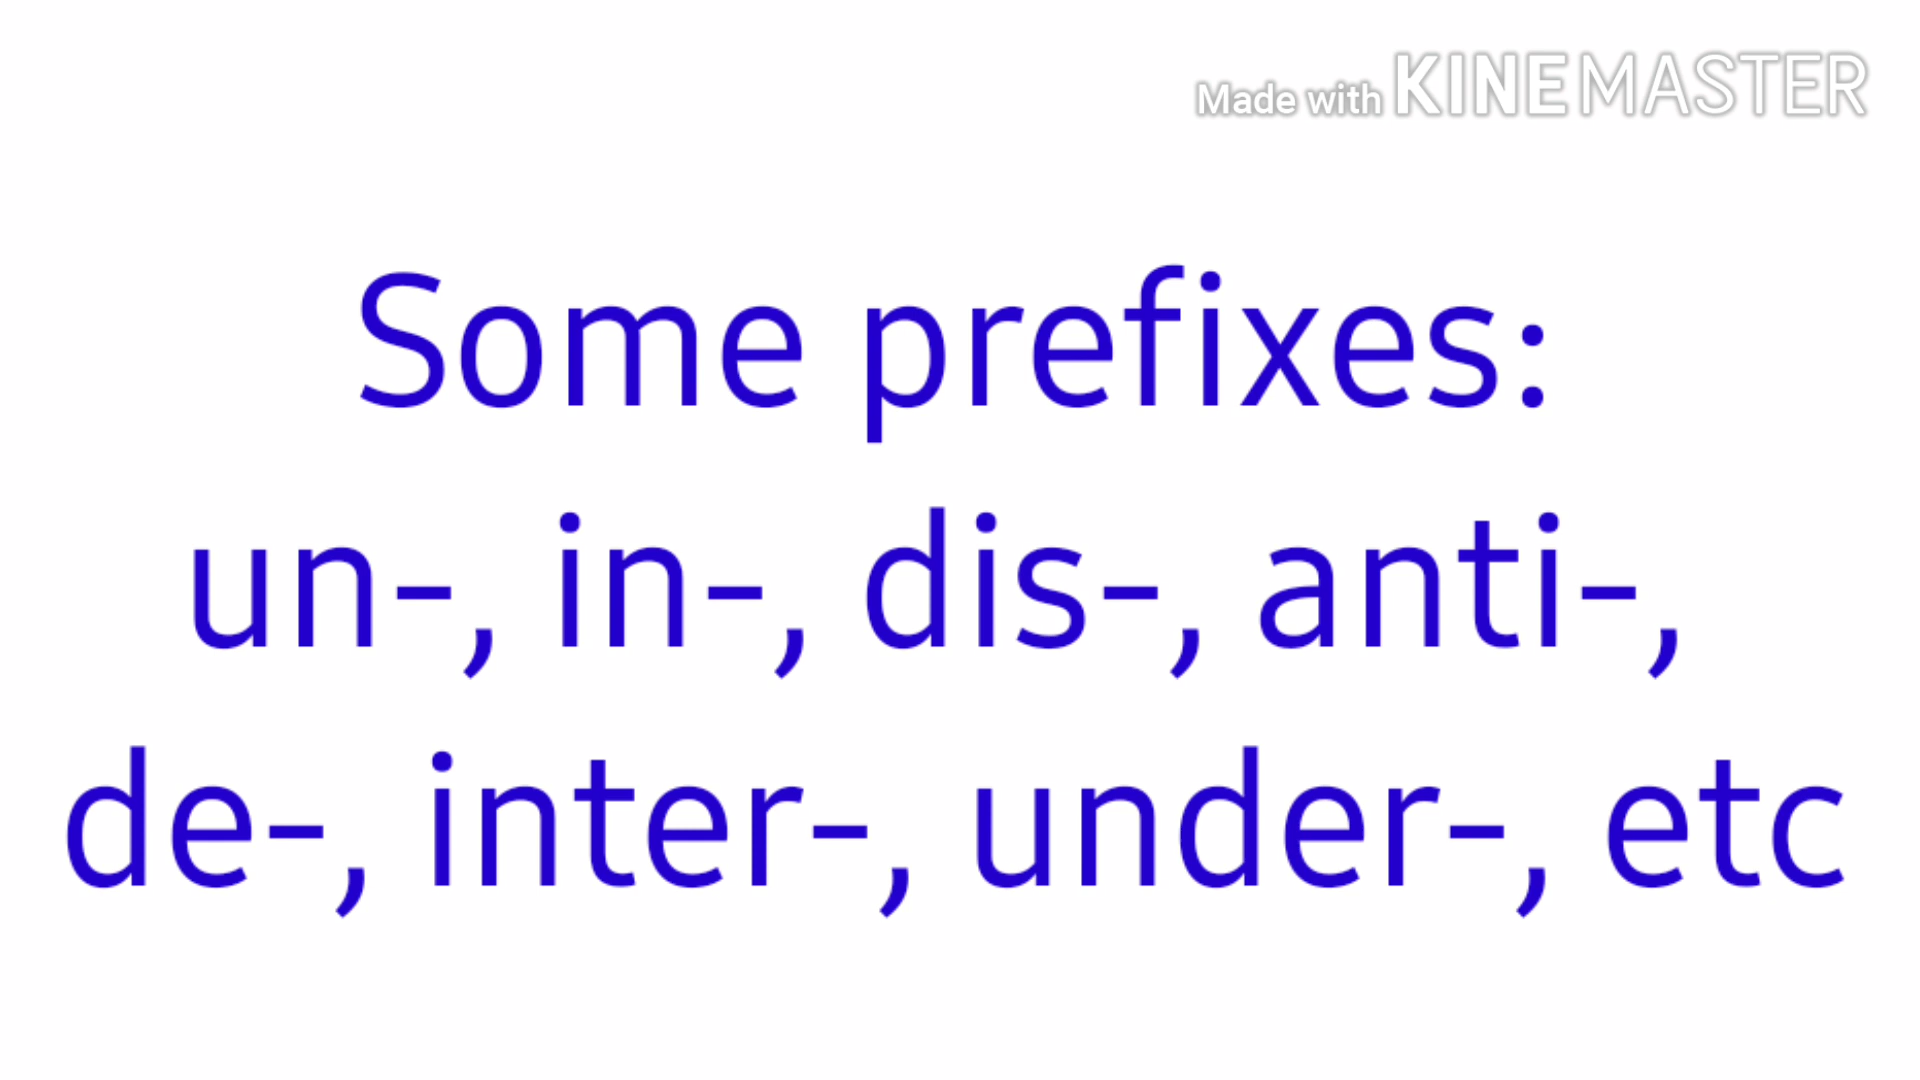 Made with KINEMASTER
Some prefixes:
un-, in-, dis-, anti-,
de-, inter-, under-, etc